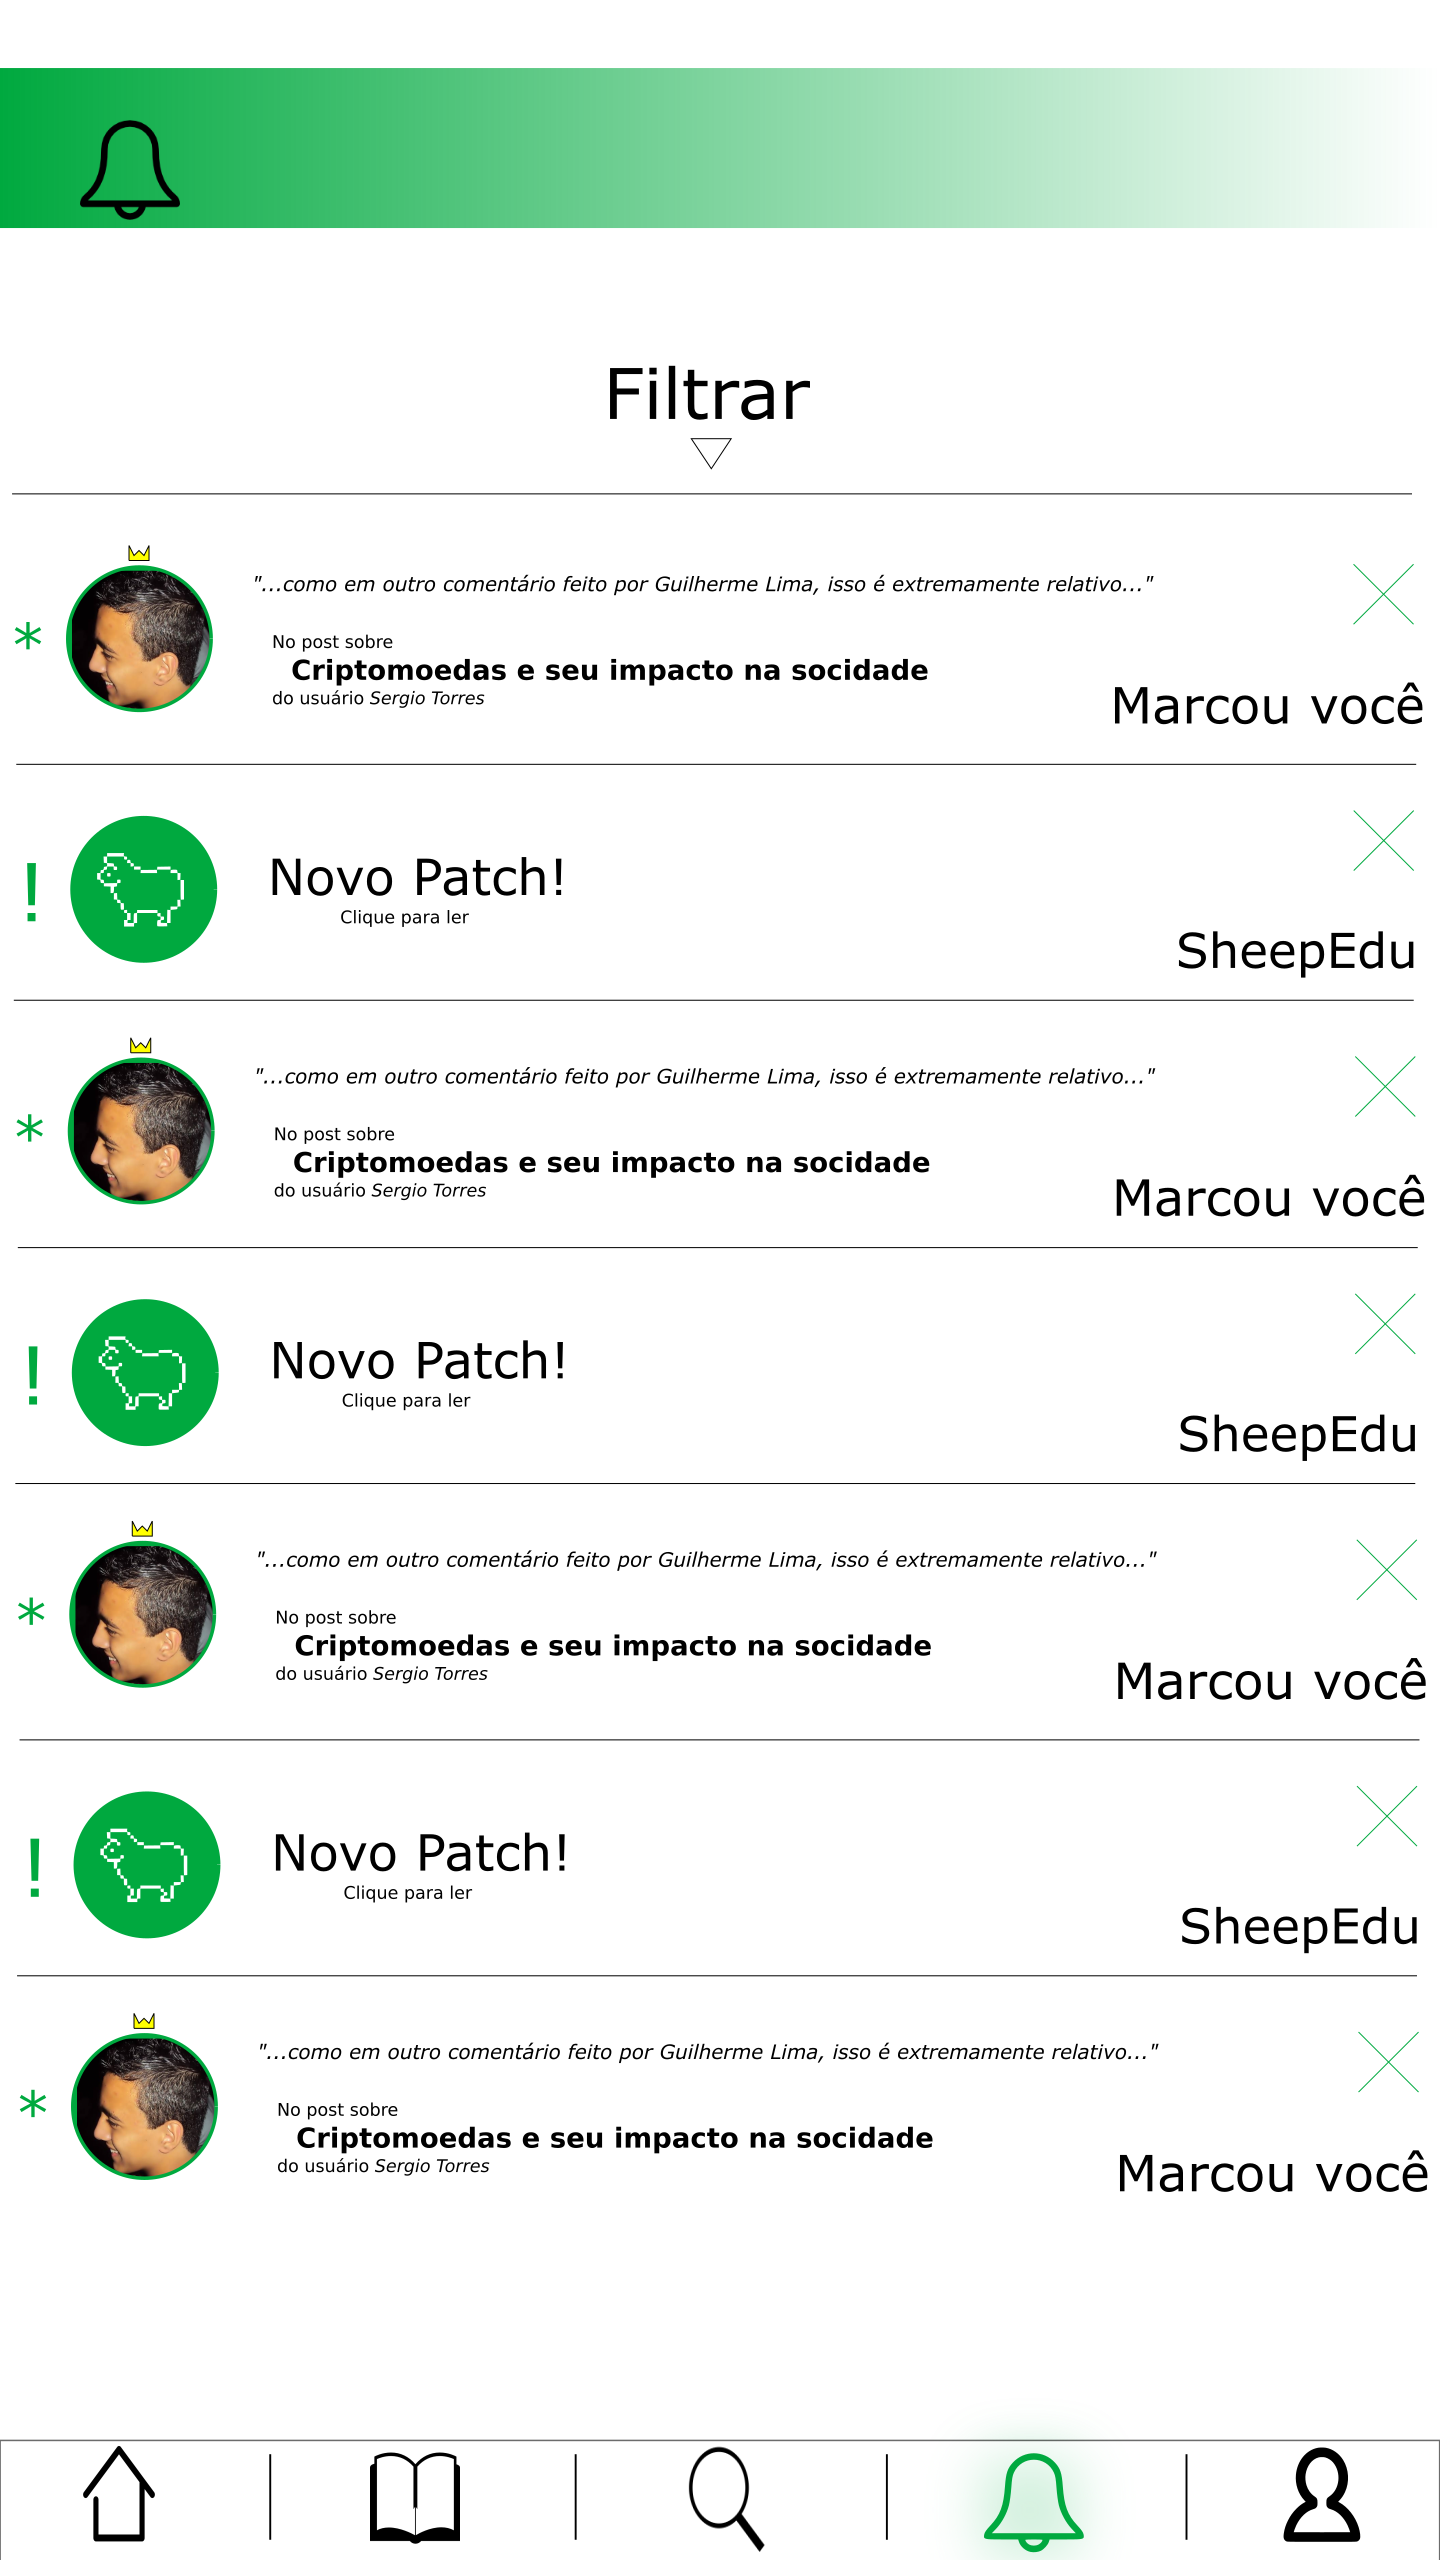 Filtrar
"...como em outro comentário feito por Guilherme Lima, isso é extremamente relativo..."
No post sobre
Criptomoedas e seu impacto na socidade
do usuário Sergio Torres
Marcou você
*
!
Novo Patch!
Clique para ler
SheepEdu
"...como em outro comentário feito por Guilherme Lima, isso é extremamente relativo..."
*
No post sobre
Criptomoedas e seu impacto na socidade
do usuário Sergio Torres
Marcou você
!
Novo Patch!
Clique para ler
SheepEdu
"...como em outro comentário feito por Guilherme Lima, isso é extremamente relativo..."
*
No post sobre
Criptomoedas e seu impacto na socidade
do usuário Sergio Torres
Marcou você
!
Novo Patch!
Clique para ler
SheepEdu
"...como em outro comentário feito por Guilherme Lima, isso é extremamente relativo..."
*
No post sobre
Criptomoedas e seu impacto na socidade
do usuário Sergio Torres
Marcou você